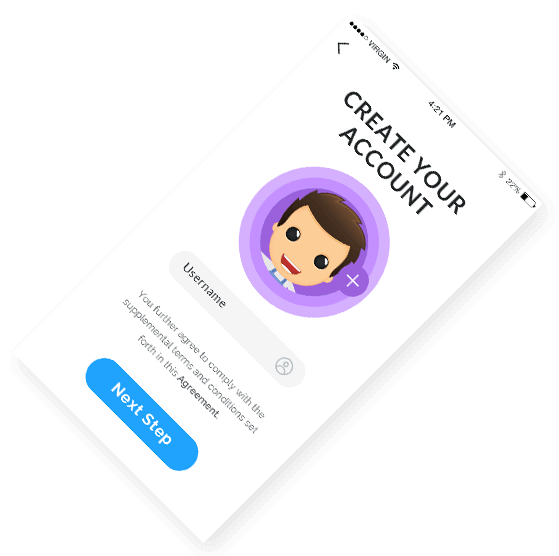 VIRGIN 4:21 PM 22%
CREATE YOUR
ACCOUNT
Username
You further agree to comply with the
supplemental terms and conditions set
forth in this Agreement.
Next Step